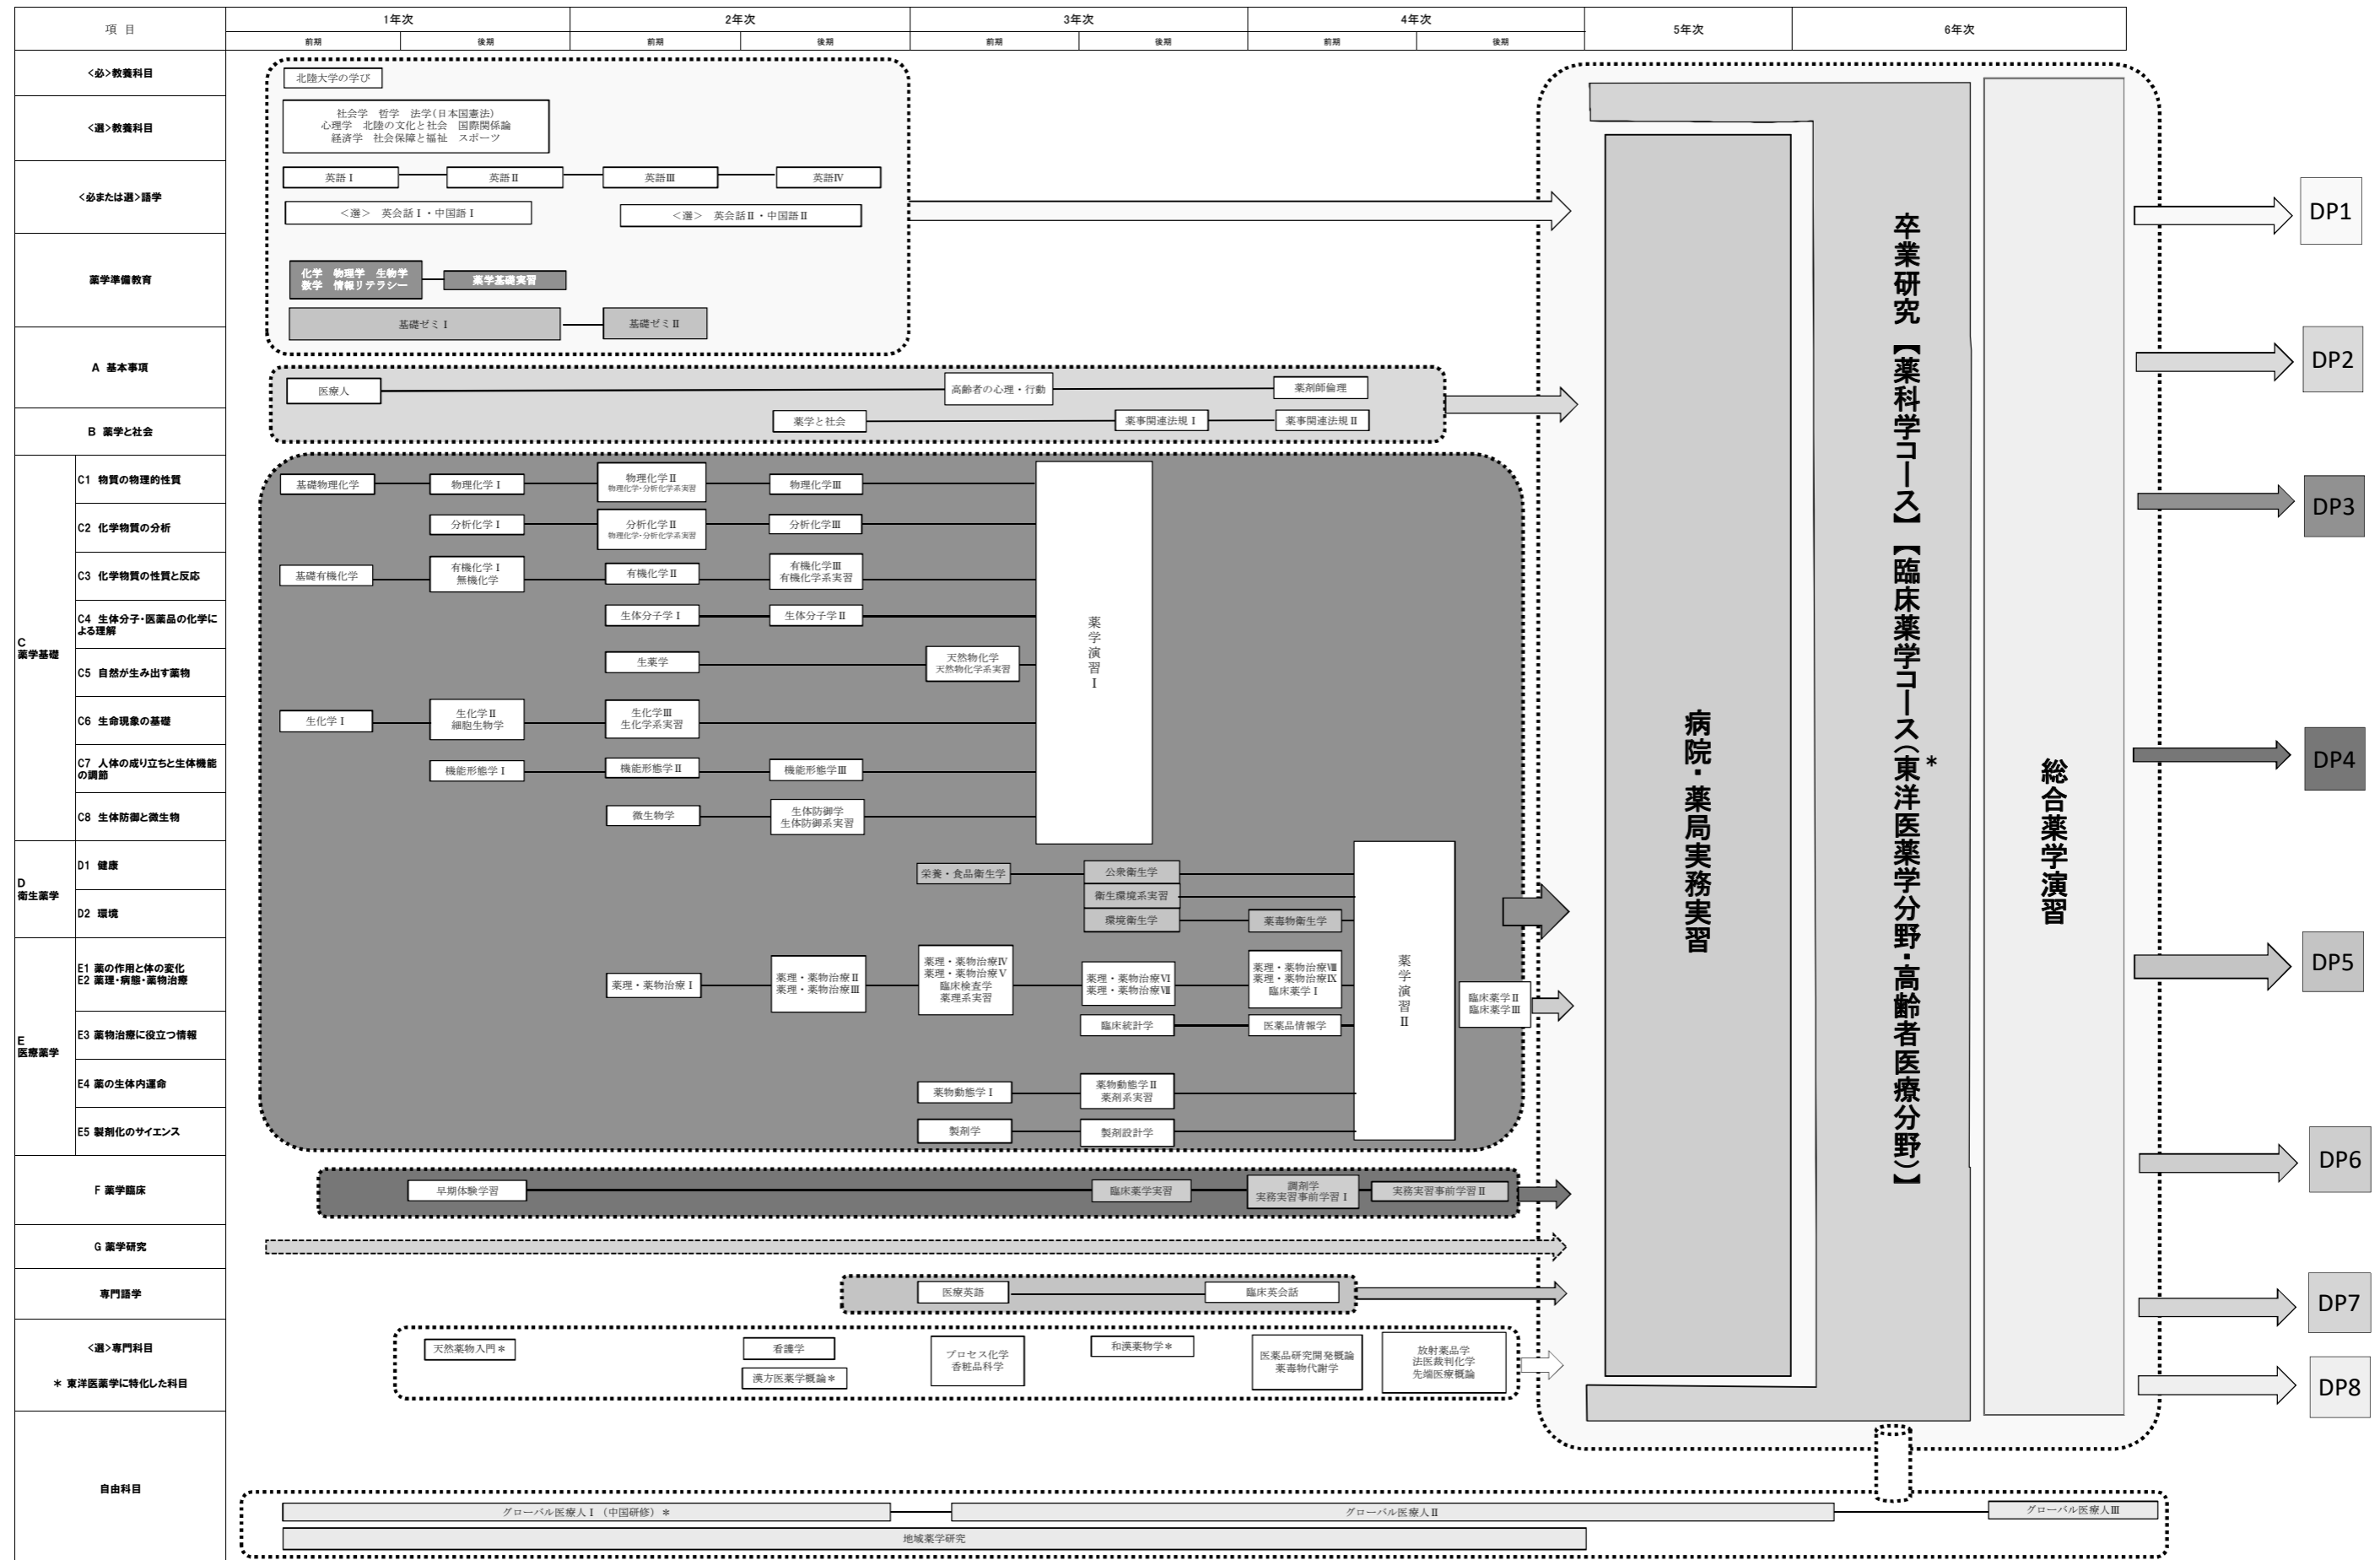 項 目
1年次
2年次
3年次
4年次
5年次
6年次
前期
後期
前期
後期
前期
後期
前期
後期
<必>教養科目
北陸大学の学び
<選>教養科目
社会学 哲学 法学(日本国憲法)
心理学 北陸の文化と社会 国際関係論
経済学 社会保障と福祉 スポーツ
<必または選>語学
英語Ⅰ
英語Ⅱ
英語Ⅲ
英語Ⅳ
<選> 英会話Ⅰ・中国語Ⅰ
<選> 英会話Ⅱ・中国語Ⅱ
薬学準備教育
化学 物理学 生物学
数学 情報リテラシー
薬学基礎実習
基礎ゼミⅠ
基礎ゼミⅡ
A 基本事項
医療人
高齢者の心理・行動
薬剤師倫理
B 薬学と社会
薬学と社会
薬事関連法規Ⅰ
薬事関連法規Ⅱ
C
薬学基礎
C1 物質の物理的性質
基礎物理化学
物理化学Ⅰ
物理化学Ⅱ
物理化学・分析化学系実習
物理化学Ⅲ
C2 化学物質の分析
分析化学Ⅰ
分析化学Ⅱ
物理化学・分析化学系実習
分析化学Ⅲ
C3 化学物質の性質と反応
基礎有機化学
有機化学Ⅰ
無機化学
有機化学Ⅱ
有機化学Ⅲ
有機化学系実習
C4 生体分子・医薬品の化学に
よる理解
生体分子学Ⅰ
生体分子学Ⅱ
C5 自然が生み出す薬物
生薬学
天然物化学
天然物化学系実習
C6 生命現象の基礎
生化学Ⅰ
生化学Ⅱ
細胞生物学
生化学Ⅲ
生化学系実習
C7 人体の成り立ちと生体機能
の調節
機能形態学Ⅰ
機能形態学Ⅱ
機能形態学Ⅲ
C8 生体防御と微生物
微生物学
生体防御学
生体防御系実習
薬学演習Ⅰ
D
衛生薬学
D1 健康
栄養・食品衛生学
公衆衛生学
衛生環境系実習
D2 環境
環境衛生学
薬毒物衛生学
E
医療薬学
E1 薬の作用と体の変化
E2 薬理・病態・薬物治療
薬理・薬物治療Ⅰ
薬理・薬物治療Ⅱ
薬理・薬物治療Ⅲ
薬理・薬物治療Ⅳ
薬理・薬物治療Ⅴ
臨床検査学
薬理系実習
薬理・薬物治療Ⅵ
薬理・薬物治療Ⅶ
薬理・薬物治療Ⅷ
薬理・薬物治療Ⅸ
臨床薬学Ⅰ
薬学演習Ⅱ
臨床薬学Ⅱ
臨床薬学Ⅲ
E3 薬物治療に役立つ情報
臨床統計学
医薬品情報学
E4 薬の生体内運命
薬物動態学Ⅰ
薬物動態学Ⅱ
薬剤系実習
E5 製剤化のサイエンス
製剤学
製剤設計学
F 薬学臨床
早期体験学習
臨床薬学実習
調剤学
実務実習事前学習Ⅰ
実務実習事前学習Ⅱ
G 薬学研究
専門語学
医療英語
臨床英会話
<選>専門科目
* 東洋医薬学に特化した科目
天然薬物入門*
看護学
漢方医薬学概論*
プロセス化学
香粧品科学
和漢薬物学*
医薬品研究開発概論
薬毒物代謝学
放射薬品学
法医裁判化学
先端医療概論
自由科目
グローバル医療人Ⅰ (中国研修) *
グローバル医療人Ⅱ
グローバル医療人Ⅲ
地域薬学研究
病院・薬局実務実習
卒業研究【薬科学コース】【臨床薬学コース(東洋医薬学分野・高齢者医療分野)】
*
総合薬学演習
DP1
DP2
DP3
DP4
DP5
DP6
DP7
DP8